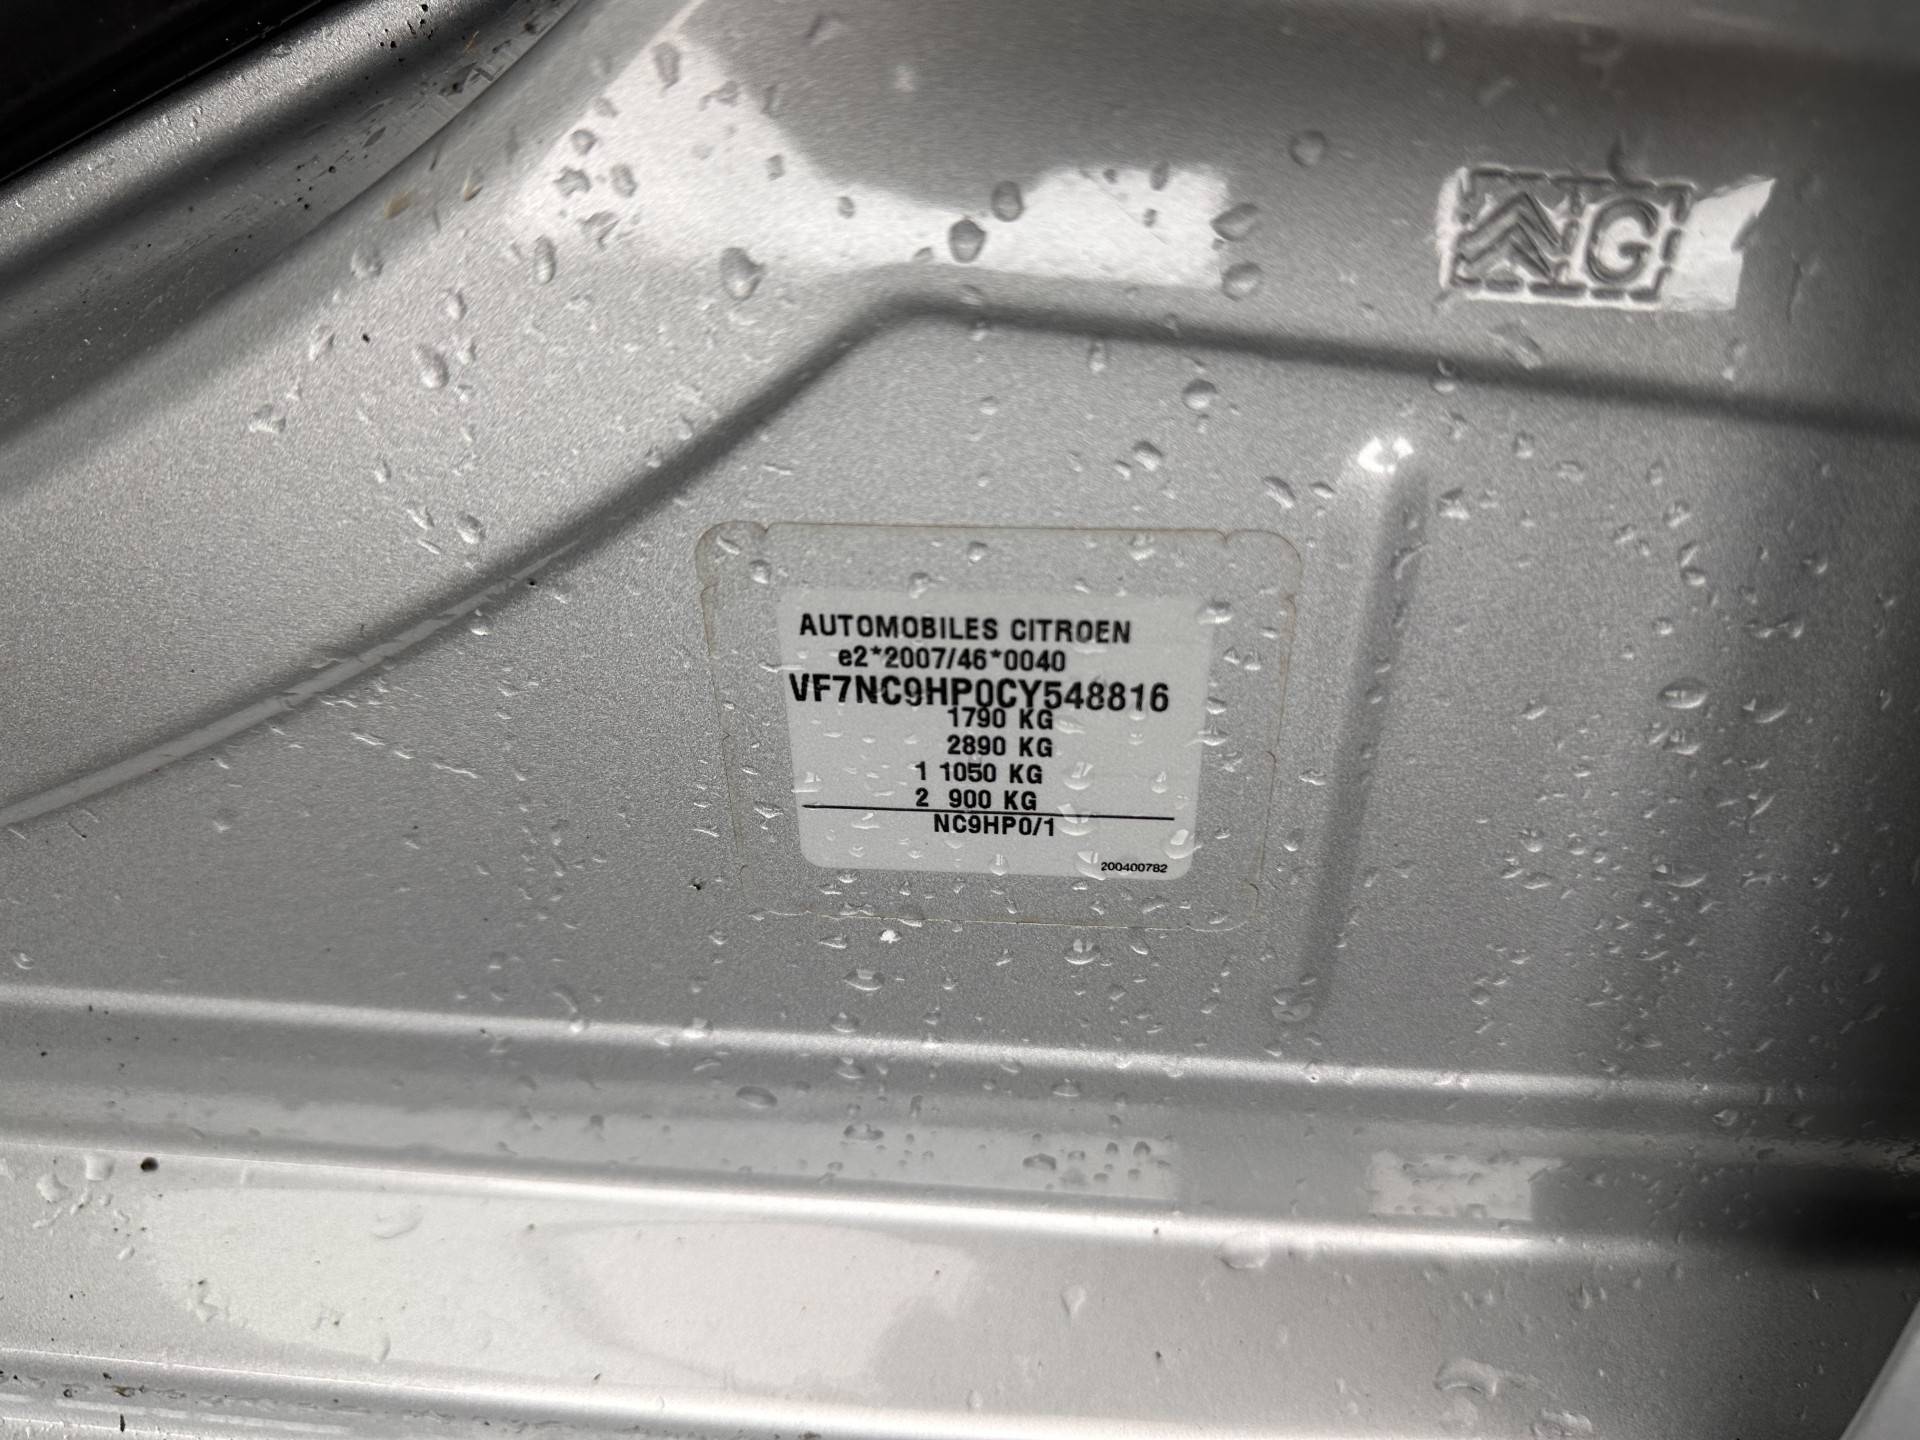 G
AUTOMOBILES CITROEN
e2*2007/46*0040
VF7NC9HP0CY548816
1790 KG
2890 KG
1 1050 KG
2 900 KG
NC9HP0/1
200400782